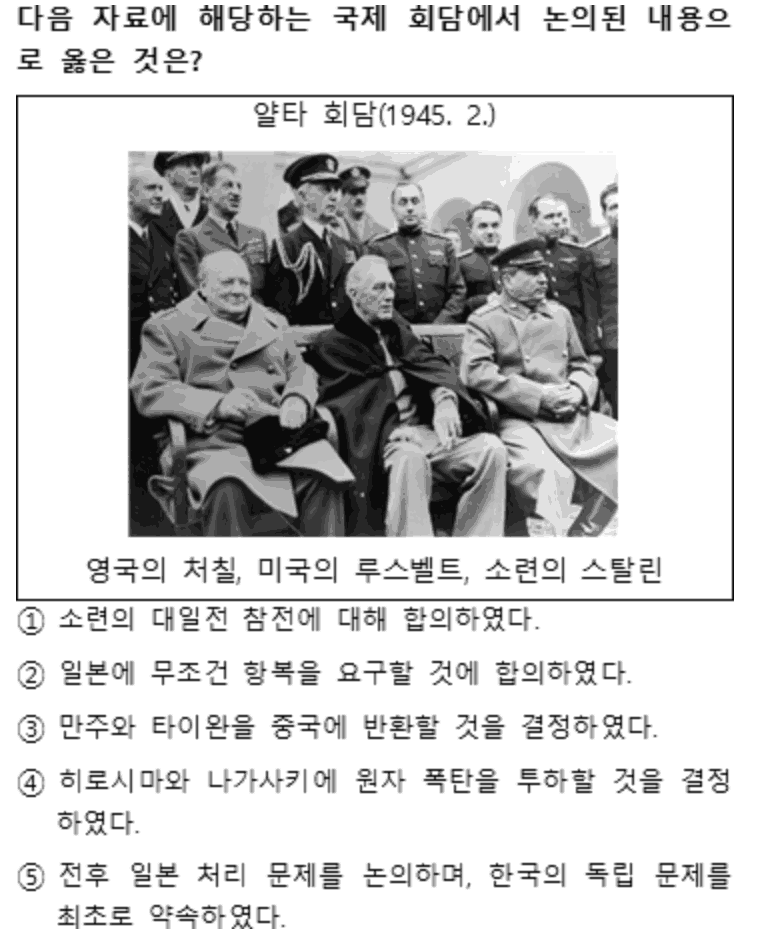 다음 자료에 해당하는 국제 회담에서 논의된 내용으
로 옳은 것은?
얄타 회담(1945. 2.)
영국의 처칠, 미국의 루스벨트, 소련의 스탈린
① 소련의 대일전 참전에 대해 합의하였다.
② 일본에 무조건 항복을 요구할 것에 합의하였다.
③ 만주와 타이완을 중국에 반환할 것을 결정하였다.
④ 히로시마와 나가사키에 원자 폭탄을 투하할 것을 결정
하였다.
⑤ 전후 일본 처리 문제를 논의하며, 한국의 독립 문제를
최초로 약속하였다.